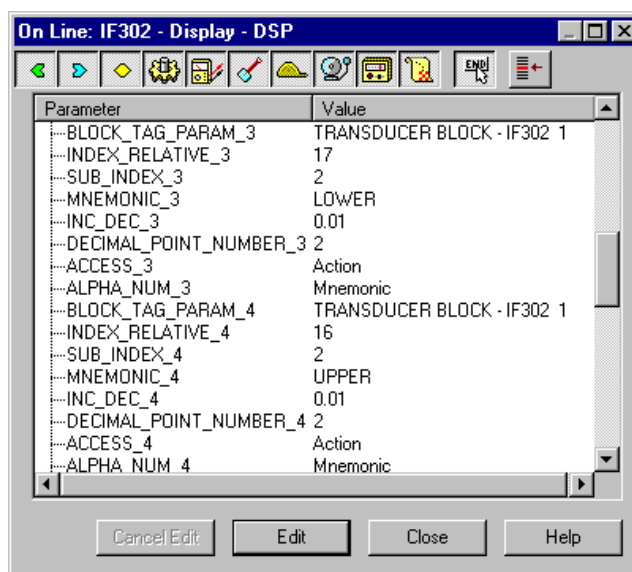 On Line: IF302 - Display - DSP
END
Parameter Value
BLOCK_TAG_PARAM_3 TRANSDUCER BLOCK - IF302 1
INDEX_RELATIVE_3 17
SUB_INDEX_3 2
MNEMONIC_3 LOWER
INC_DEC_3 0.01
DECIMAL_POINT_NUMBER_3 2
ACCESS_3 Action
ALPHA_NUM_3 Mnemonic
BLOCK_TAG_PARAM_4 TRANSDUCER BLOCK - IF302 1
INDEX_RELATIVE_4 16
SUB_INDEX_4 2
MNEMONIC_4 UPPER
INC_DEC_4 0.01
DECIMAL_POINT_NUMBER_4 2
ACCESS_4 Action
ALPHA_NUM_4 Mnemonic
Cancel Edit Edit Close Help